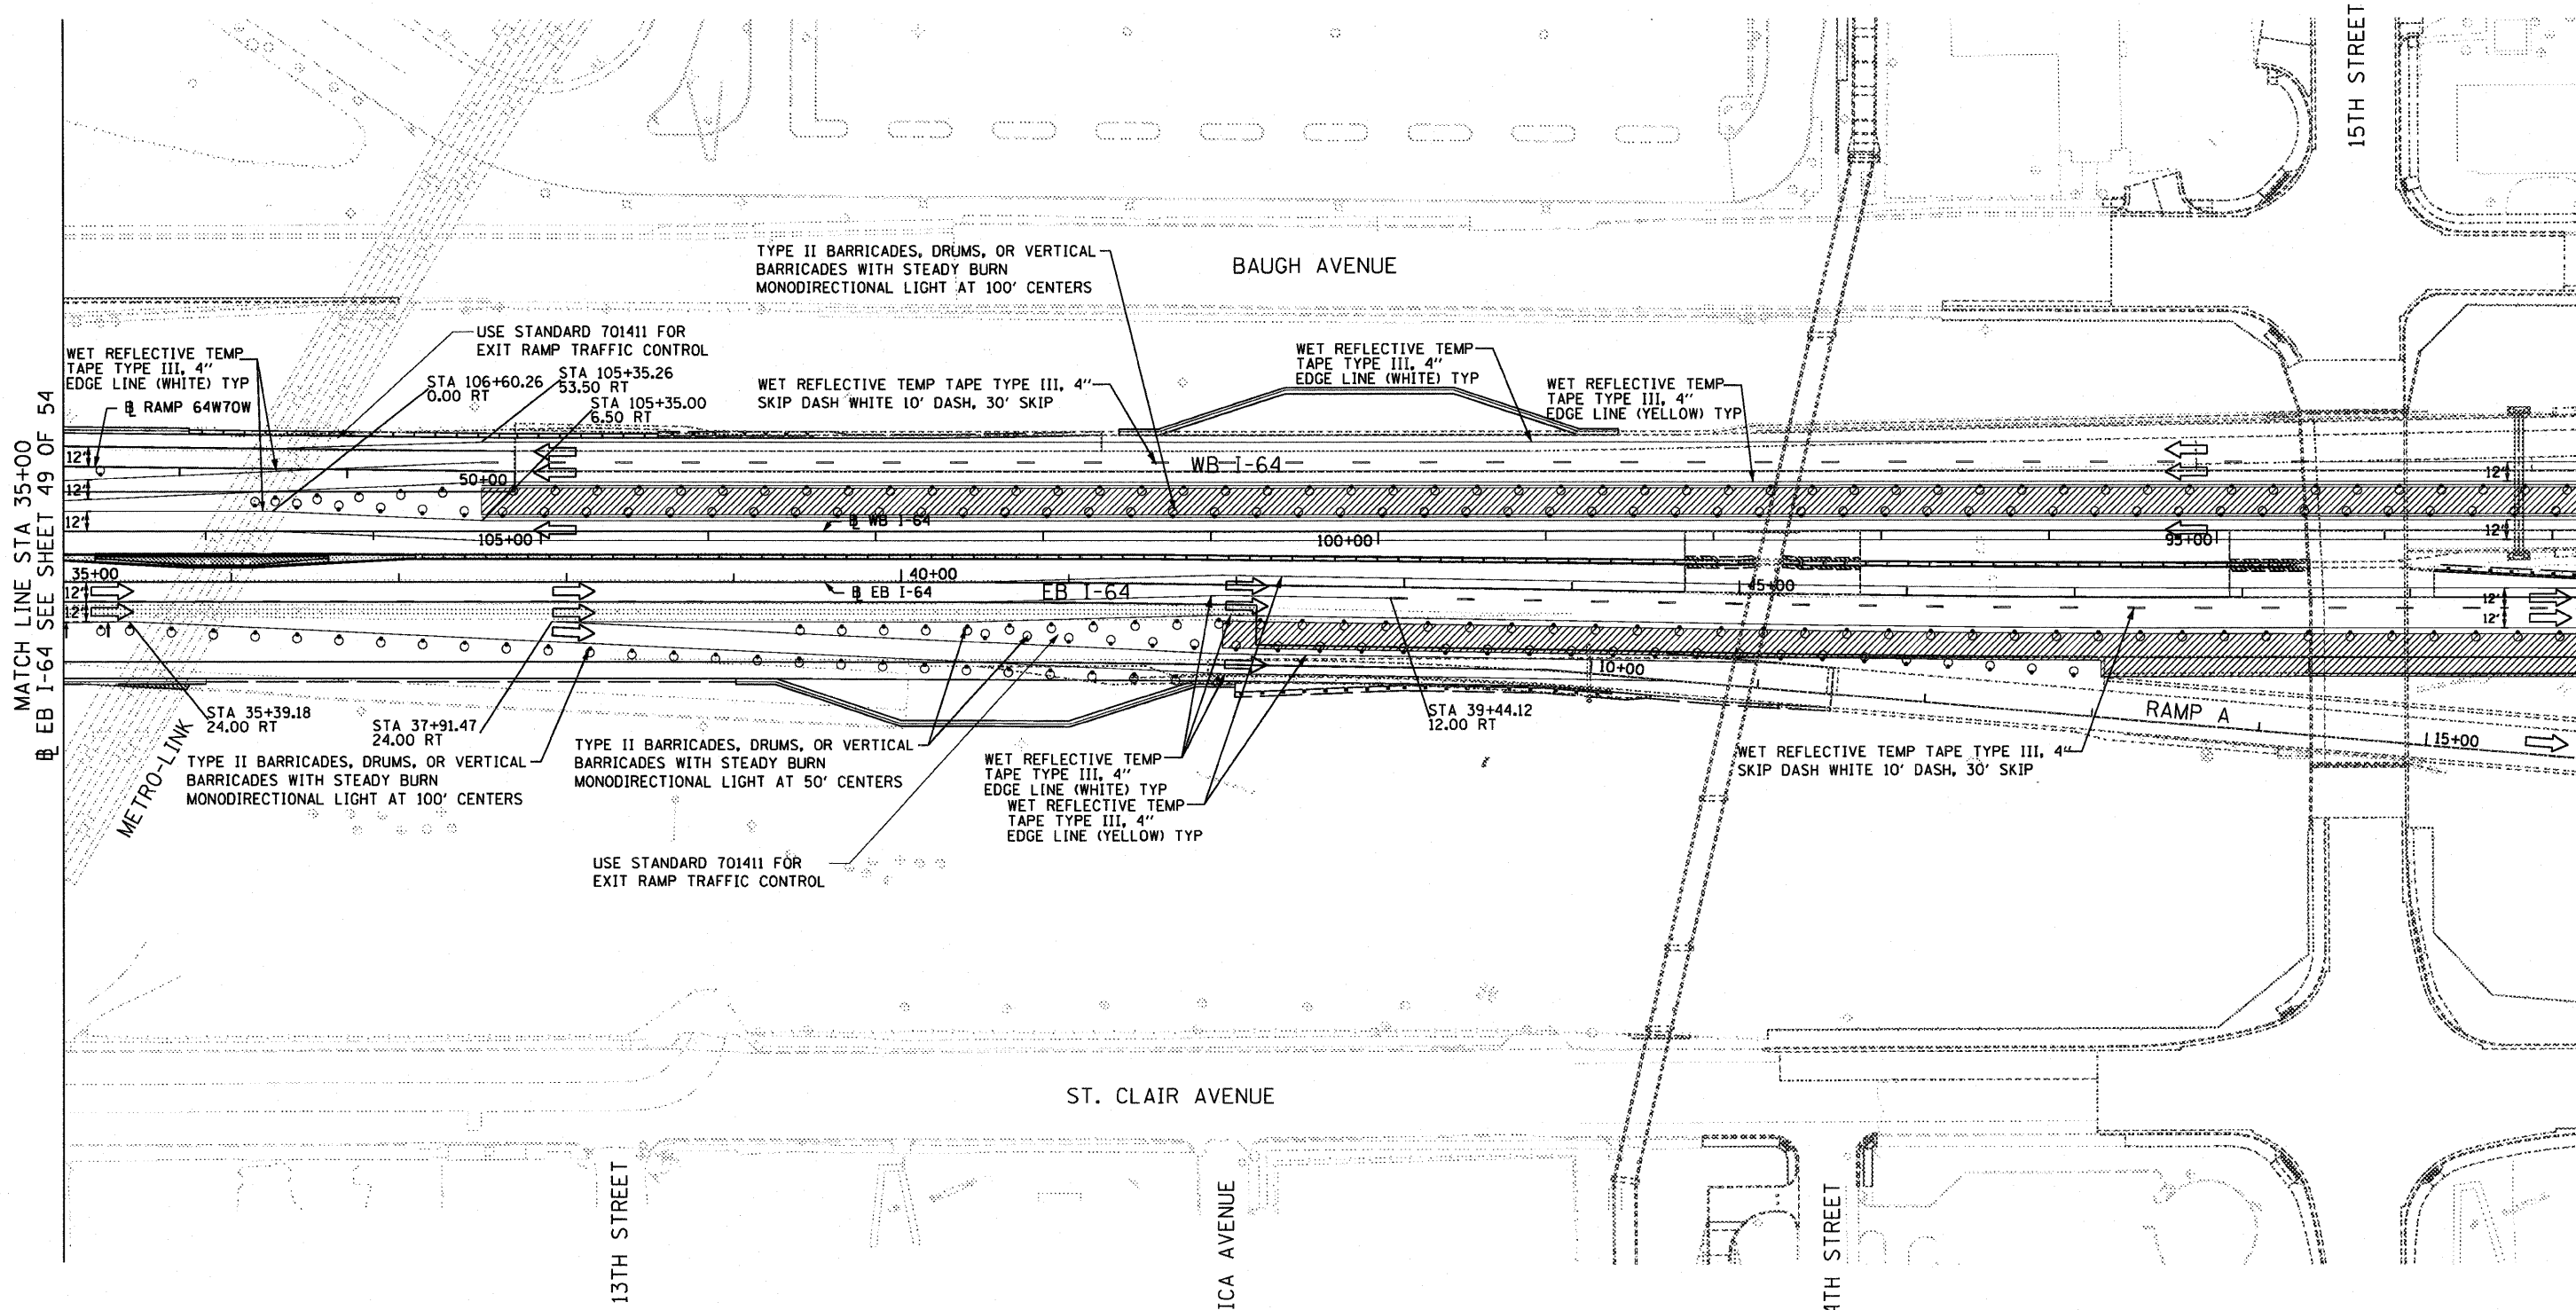 15TH STREET
TYPE II BARRICADES, DRUMS, OR VERTICAL
BARRICADES WITH STEADY BURN
MONODIRECTIONAL LIGHT AT 100' CENTERS
BAUGH AVENUE
USE STANDARD 701411 FOR
EXIT RAMP TRAFFIC CONTROL
WET REFLECTIVE TEMP
TAPE TYPE III, 4"
EDGE LINE (WHITE) TYP
RAMP 64W70W
STA 106+60.26
0.00 RT
STA 105+35.26
53.50 RT
STA 105+35.00
6.50 RT
WET REFLECTIVE TEMP TAPE TYPE III, 4"
SKIP DASH WHITE 10' DASH, 30' SKIP
WET REFLECTIVE TEMP
TAPE TYPE III, 4"
EDGE LINE (WHITE) TYP
WET REFLECTIVE TEMP
TAPE TYPE III, 4"
EDGE LINE (YELLOW) TYP
MATCH LINE STA 35+00
℄ EB I-64 SEE SHEET 49 OF 54
12'
12'
12'
WB I-64
50+00
12'
12'
WB I-64
105+00
100+00
95+00
35+00
40+00
45+00
12'
12'
EB I-64
EB I-64
12'
12'
10+00
STA 35+39.18
24.00 RT
STA 37+91.47
24.00 RT
METRO-LINK
TYPE II BARRICADES, DRUMS, OR VERTICAL
BARRICADES WITH STEADY BURN
MONODIRECTIONAL LIGHT AT 100' CENTERS
TYPE II BARRICADES, DRUMS, OR VERTICAL
BARRICADES WITH STEADY BURN
MONODIRECTIONAL LIGHT AT 50' CENTERS
WET REFLECTIVE TEMP
TAPE TYPE III, 4"
EDGE LINE (WHITE) TYP
WET REFLECTIVE TEMP
TAPE TYPE III, 4"
EDGE LINE (YELLOW) TYP
STA 39+44.12
12.00 RT
RAMP A
15+00
WET REFLECTIVE TEMP TAPE TYPE III, 4"
SKIP DASH WHITE 10' DASH, 30' SKIP
USE STANDARD 701411 FOR
EXIT RAMP TRAFFIC CONTROL
ST. CLAIR AVENUE
13TH STREET
ICA AVENUE
4TH STREET